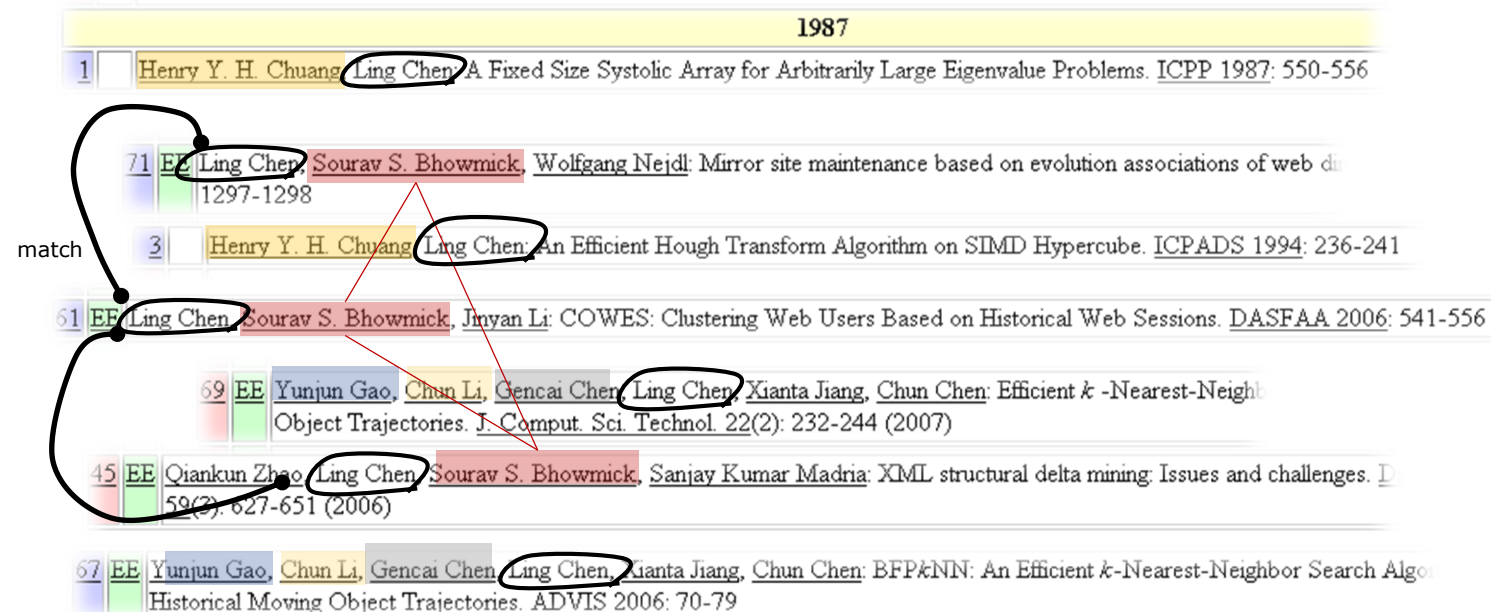 1987
1 Henry Y. H. Chuang, Ling Chen: A Fixed Size Systolic Array for Arbitrarily Large Eigenvalue Problems. ICPP 1987: 550-556
71 EE Ling Chen, Sourav S. Bhowmick, Wolfgang Nejdl: Mirror site maintenance based on evolution associations of web
1297-1298
match
3 Henry Y. H. Chuang, Ling Chen: An Efficient Hough Transform Algorithm on SIMD Hypercube. ICPADS 1994: 236-241
61 EE Ling Chen, Sourav S. Bhowmick, Jinyan Li: COWES: Clustering Web Users Based on Historical Web Sessions. DASFAA 2006: 541-556
69 EE Yunjun Gao, Chun Li, Gencai Chen, Ling Chen, Xianta Jiang, Chun Chen: Efficient k -Nearest-Neighb
Object Trajectories. J. Comput. Sci. Technol. 22(2): 232-244 (2007)
45 EE Qiankun Zhao, Ling Chen, Sourav S. Bhowmick, Sanjay Kumar Madria: XML structural delta mining: Issues and challenges. D
59(3): 627-651 (2006)
67 EE Yunjun Gao, Chun Li, Gencai Chen, Ling Chen, Xianta Jiang, Chun Chen: BFPkNN: An Efficient k-Nearest-Neighbor Search Algo
Historical Moving Object Trajectories. ADVIS 2006: 70-79